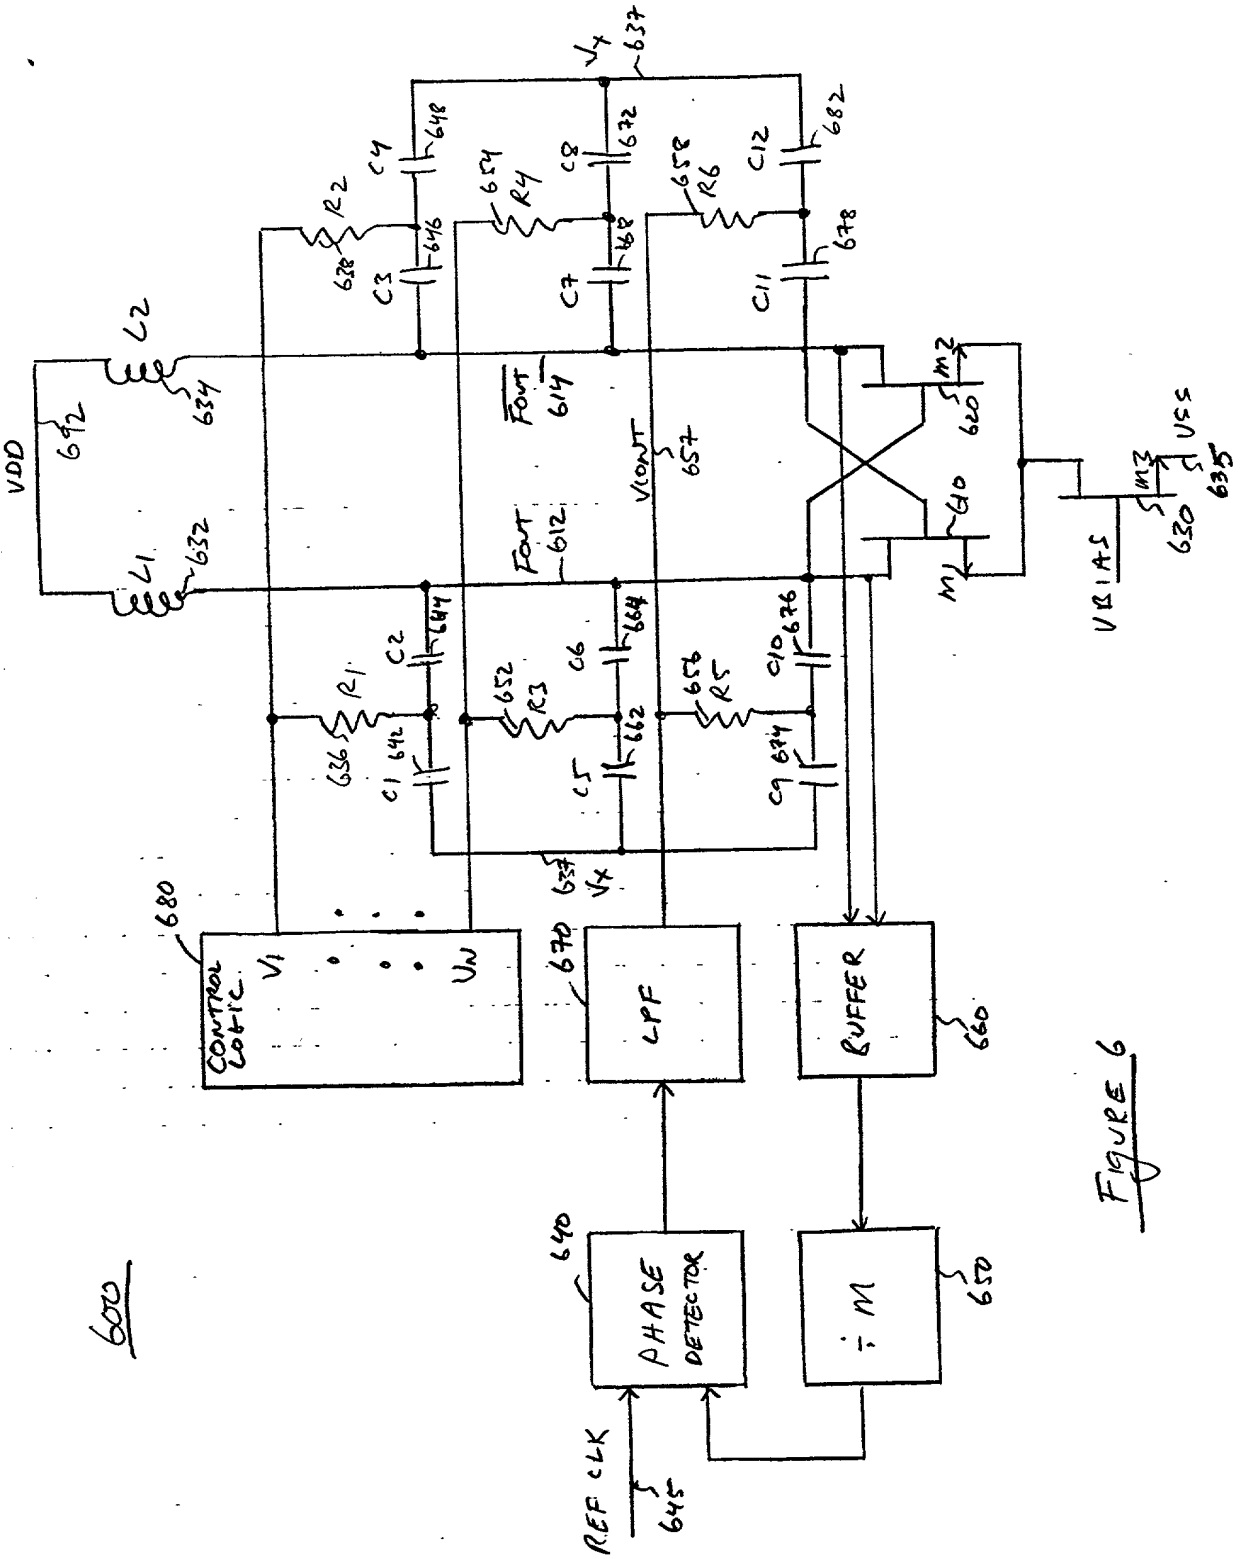 600
REF CLK
645
PHASE
DETECTOR
640
÷ M
650
LPF
670
BUFFER
660
CONTROL
LOGIC
680
V1
VN
VDD
692
L1
632
L2
634
R1
636
C1
642
C2
644
R2
638
C3
646
C4
648
R3
652
C5
662
C6
664
R4
654
C7
668
C8
672
R5
656
C9
674
C10
676
R6
658
C11
678
C12
682
637
Vx
Vx
637
FOUT
612
FOUT
614
VCONT
657
M1
610
M2
620
M3
630
VBIAS
VSS
635
FIGURE 6